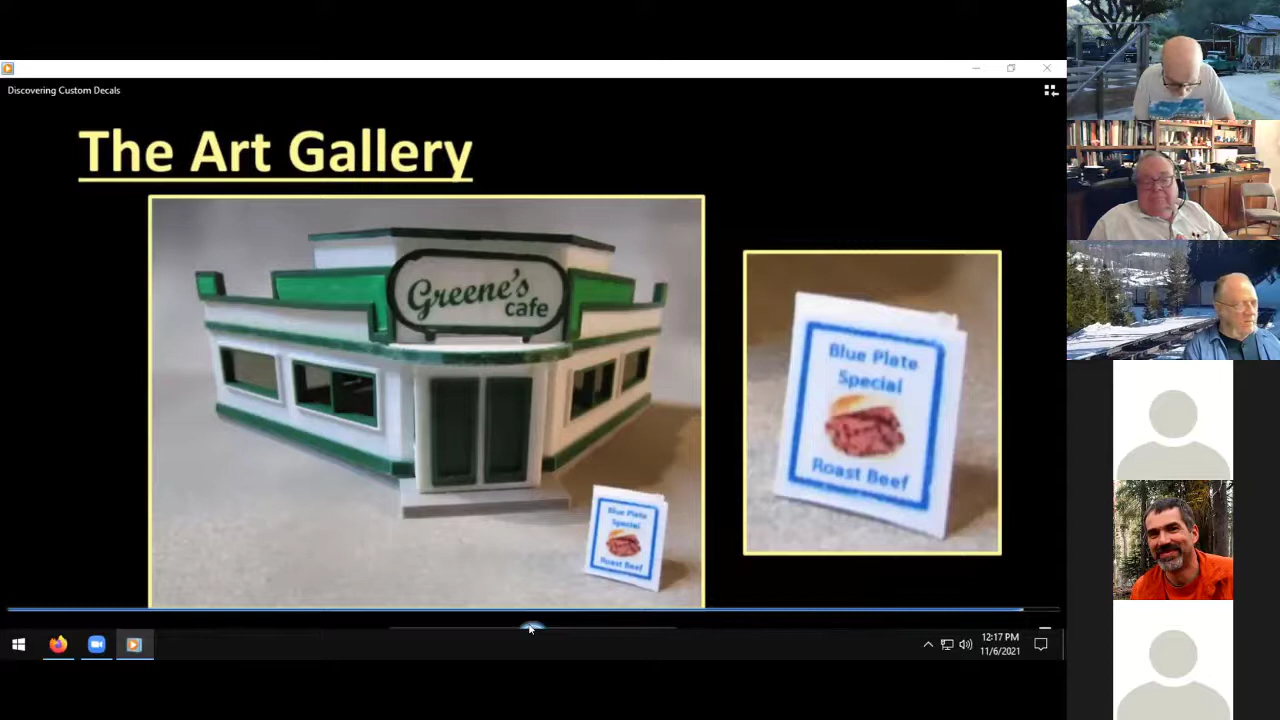 Discovering Custom Decals
The Art Gallery
Greene's
cafe
Blue Plate
Special
Roast Beef
Blue Plate
Special
Roast Beef
12:17 PM
11/6/2021